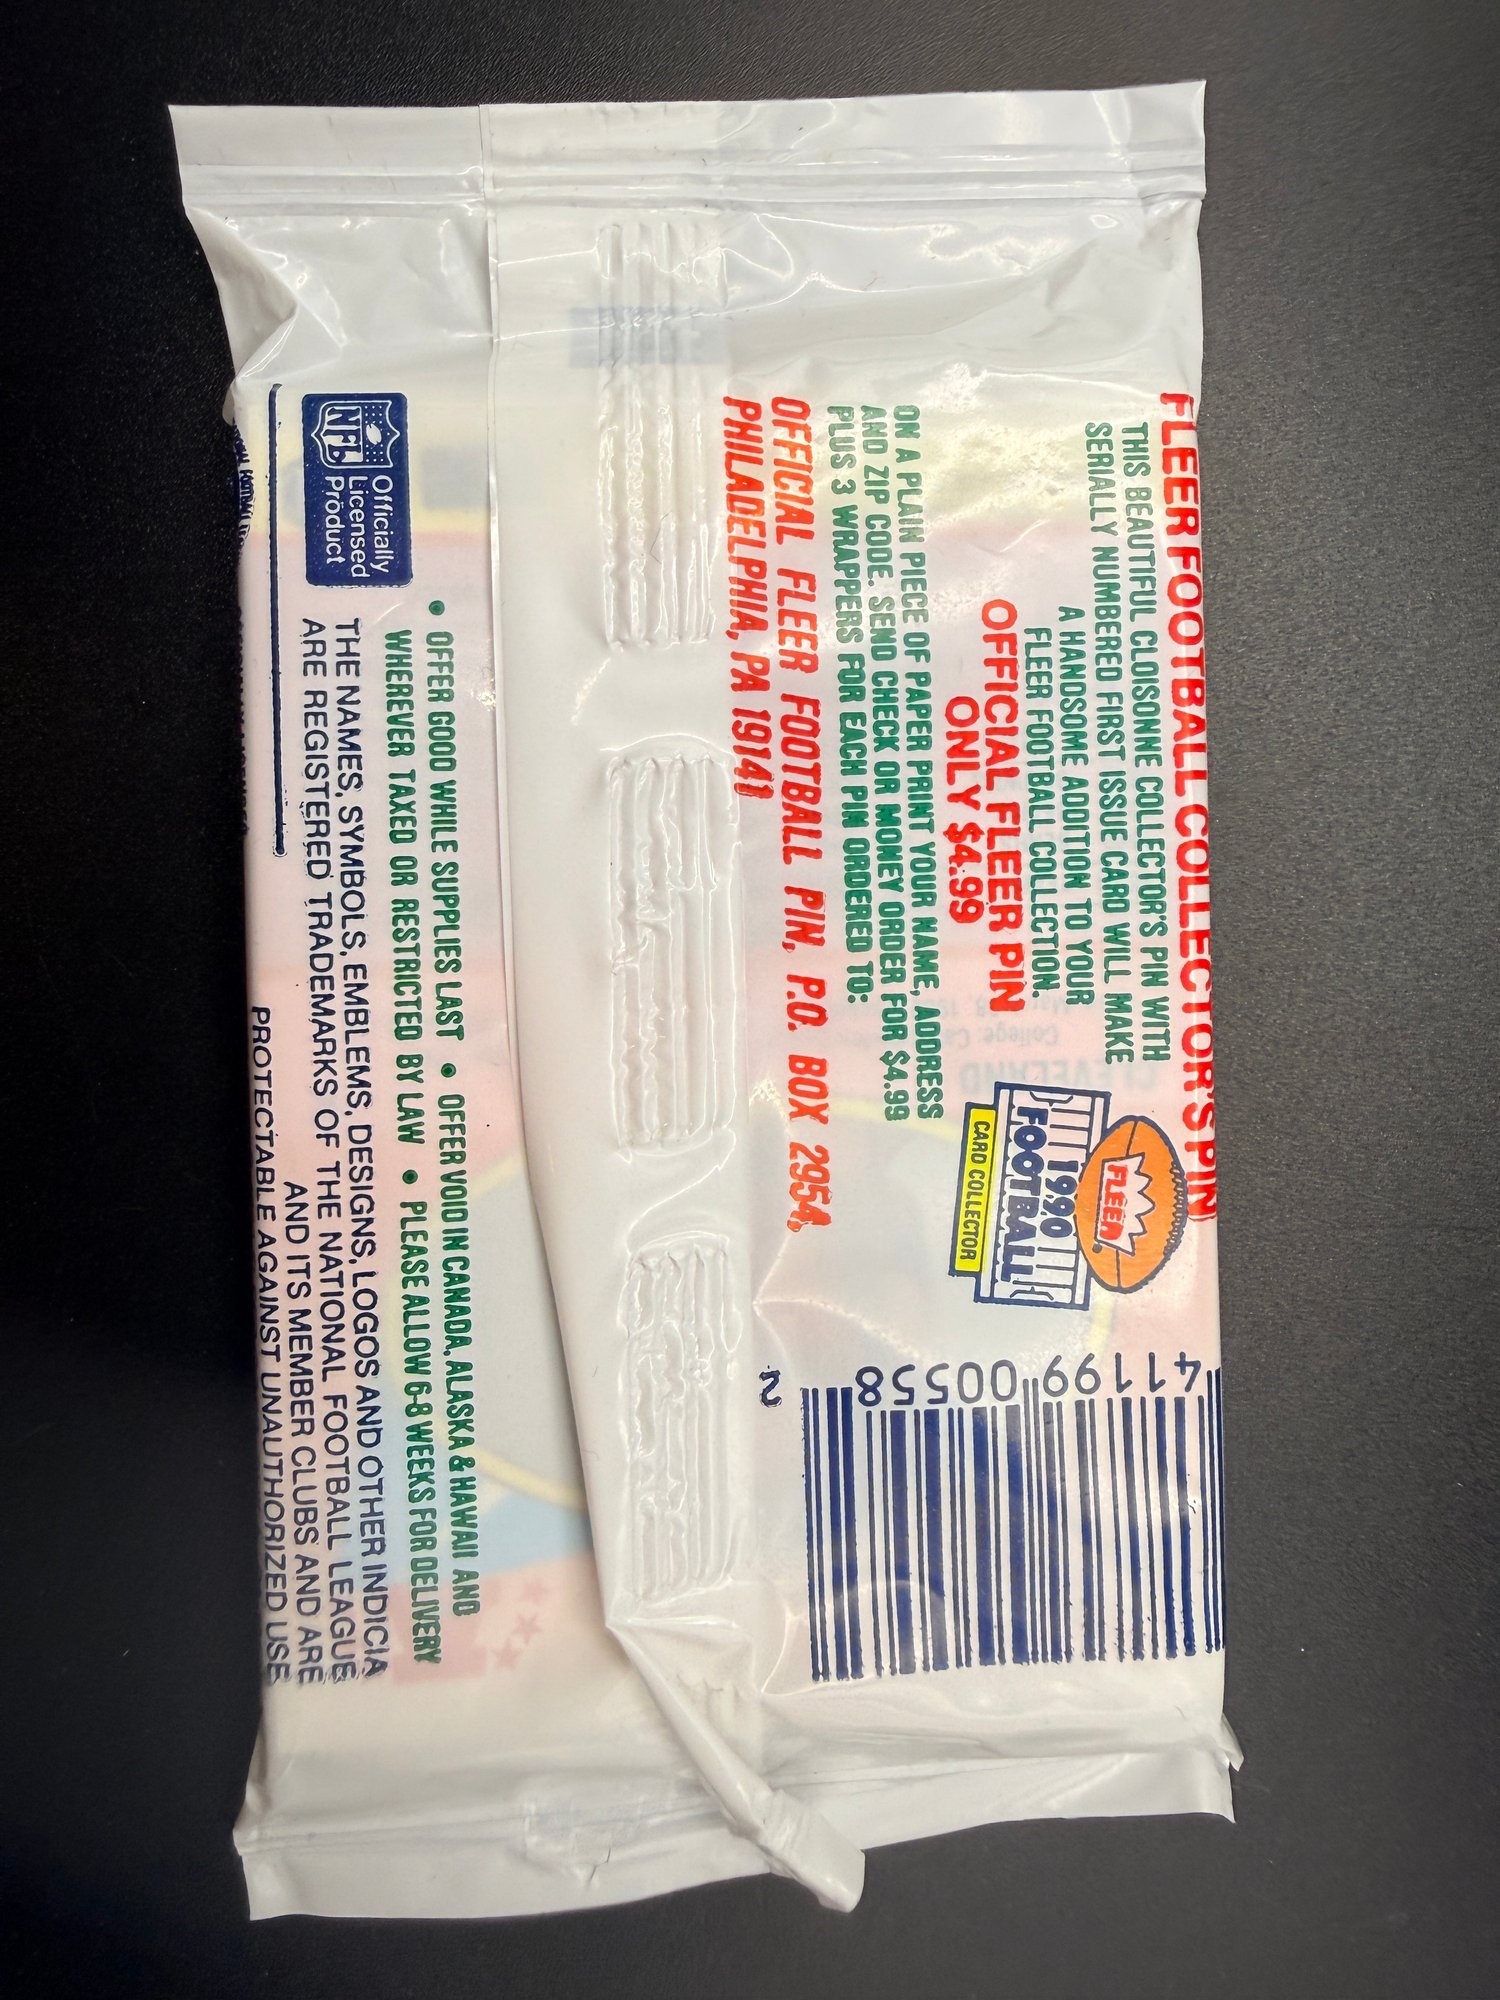 FLEER FOOTBALL COLLECTOR'S PIN
THIS BEAUTIFUL CLOISONNE COLLECTOR'S PIN WITH
SERIALLY NUMBERED FIRST ISSUE CARD WILL MAKE
A HANDSOME ADDITION TO YOUR
FLEER FOOTBALL COLLECTION.
OFFICIAL FLEER PIN
ONLY $4.99
ON A PLAIN PIECE OF PAPER PRINT YOUR NAME, ADDRESS
AND ZIP CODE. SEND CHECK OR MONEY ORDER FOR $4.99
PLUS 3 WRAPPERS FOR EACH PIN ORDERED TO:
OFFICIAL FLEER FOOTBALL PIN, P.O. BOX 2954,
PHILADELPHIA, PA 19141
FLEER
1990
FOOTBALL
CARD COLLECTOR
41199 00558
2
• OFFER GOOD WHILE SUPPLIES LAST • OFFER VOID IN CANADA, ALASKA & HAWAII AND
WHEREVER TAXED OR RESTRICTED BY LAW • PLEASE ALLOW 6-8 WEEKS FOR DELIVERY
NFL
Officially
Licensed
Product
THE NAMES, SYMBOLS, EMBLEMS, DESIGNS, LOGOS AND OTHER INDICIA
ARE REGISTERED TRADEMARKS OF THE NATIONAL FOOTBALL LEAGUE
AND ITS MEMBER CLUBS AND ARE
PROTECTABLE AGAINST UNAUTHORIZED USE
CLEVELAND
College: